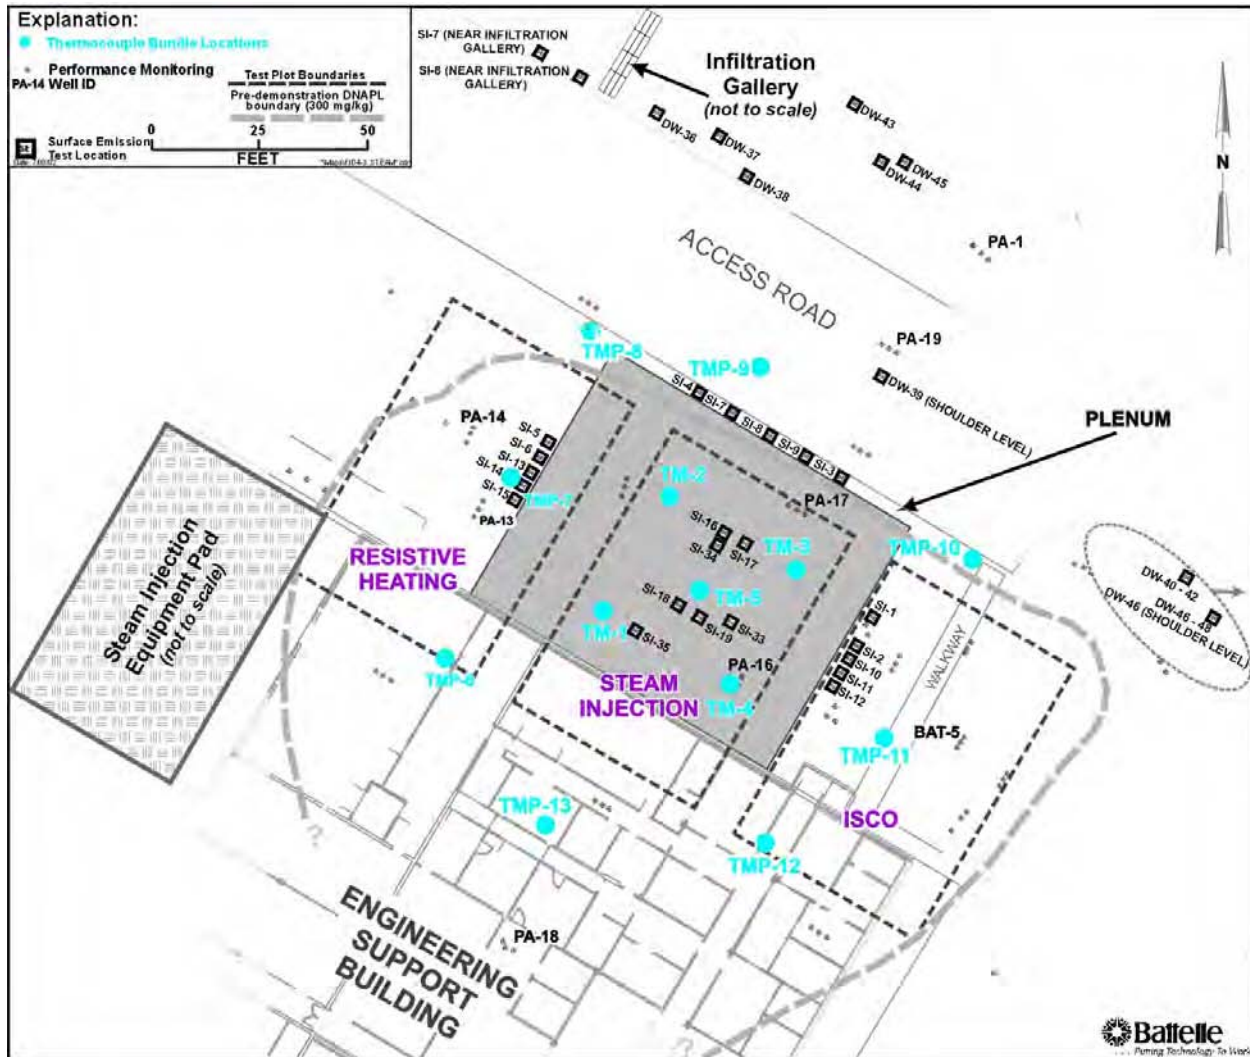 Explanation:
Thermocouple Bundle Locations
Performance Monitoring
PA-14 Well ID
Test Plot Boundaries
Pre-demonstration DNAPL
boundary (300 mg/kg)
SE
Surface Emission
Test Location
0 25 50
FEET
SI-7 (NEAR INFILTRATION
GALLERY)
SI-6 (NEAR INFILTRATION
GALLERY)
Infiltration
Gallery
(not to scale)
DW-36
DW-37
DW-38
DW-43
DW-44
DW-45
PA-1
N
ACCESS ROAD
PA-19
DW-39 (SHOULDER LEVEL)
PLENUM
TMP-8
TMP-9
SI-4
SI-7
SI-8
SI-9
SI-3
PA-14
SI-5
SI-6
SI-13
SI-14
SI-15
TMP-7
PA-13
TM-2
PA-17
SI-16
SI-34
SI-17
TM-3
TMP-10
RESISTIVE
HEATING
Steam Injection
Equipment Pad
(not to scale)
DW-40 - 42
DW-46 - 48
DW-46 (SHOULDER LEVEL)
TM-5
SI-18
SI-19
SI-33
TM-1
SI-35
SI-1
SI-2
SI-10
SI-11
SI-12
WALKWAY
PA-16
STEAM
INJECTION
TM-4
TMP-11
BAT-5
TMP-13
ISCO
TMP-12
PA-18
ENGINEERING
SUPPORT
BUILDING
Battelle
Putting Technology To Work